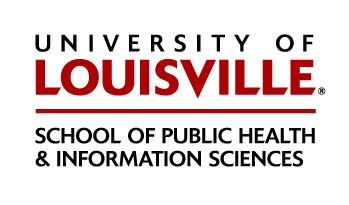 UNIVERSITY OF
LOUISVILLE®
SCHOOL OF PUBLIC HEALTH
& INFORMATION SCIENCES